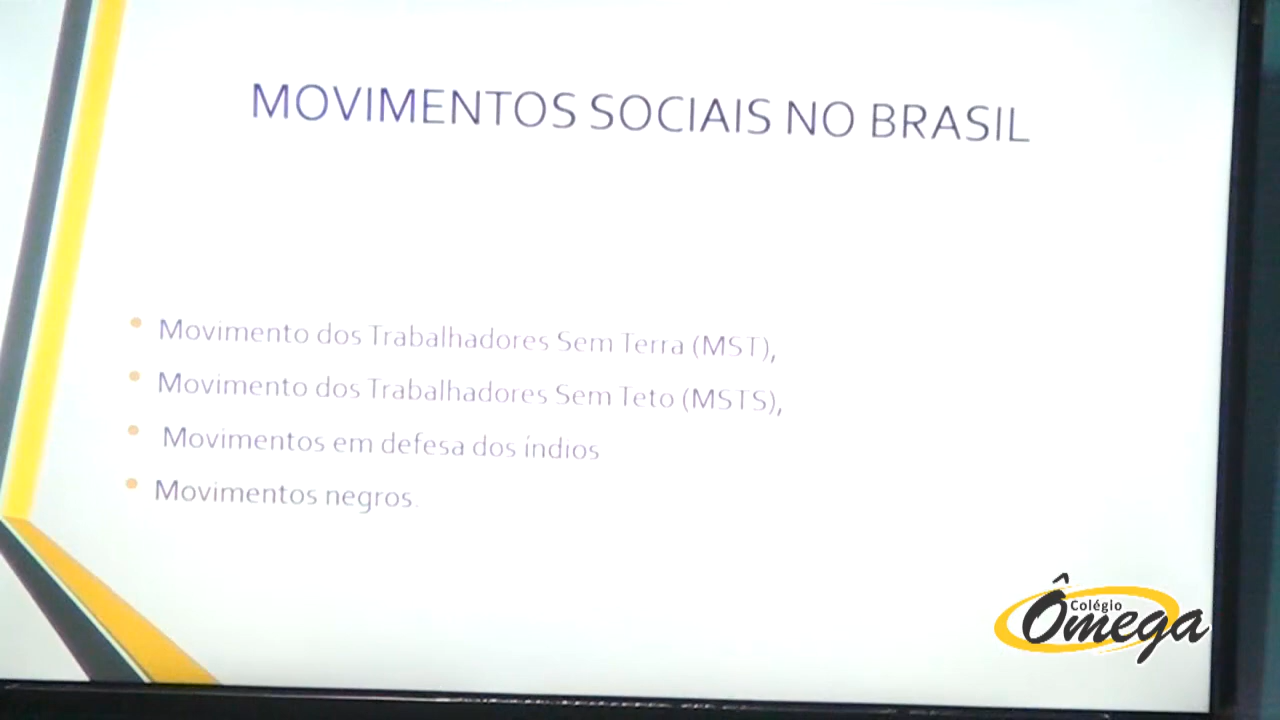 MOVIMENTOS SOCIAIS NO BRASIL
• Movimento dos Trabalhadores Sem Terra (MST),
• Movimento dos Trabalhadores Sem Teto (MSTS),
• Movimentos em defesa dos índios
• Movimentos negros.
Colégio
Ômega